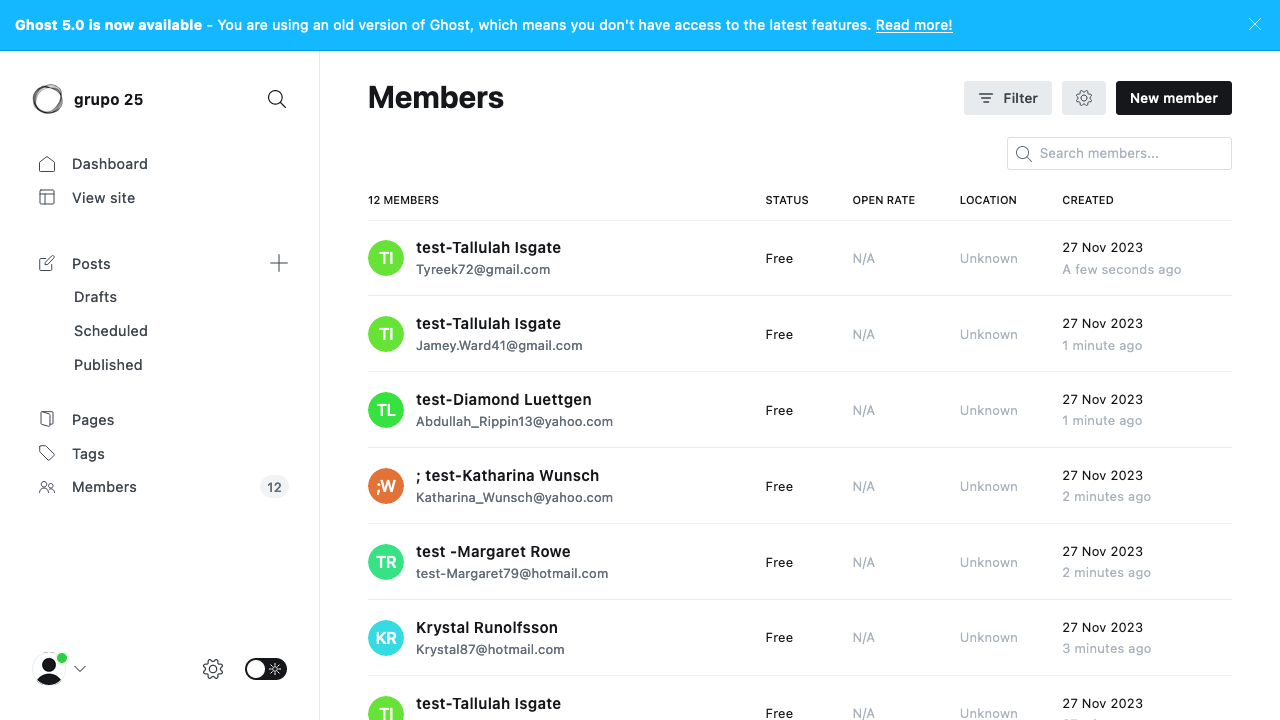 Ghost 5.0 is now available - You are using an old version of Ghost, which means you don't have access to the latest features. Read more!
grupo 25
Dashboard
View site
Posts
Drafts
Scheduled
Published
Pages
Tags
Members 12
Members
Filter
New member
Search members...
12 MEMBERS STATUS OPEN RATE LOCATION CREATED
TI test-Tallulah Isgate Free N/A Unknown 27 Nov 2023
Tyreek72@gmail.com A few seconds ago
TI test-Tallulah Isgate Free N/A Unknown 27 Nov 2023
Jamey.Ward41@gmail.com 1 minute ago
TL test-Diamond Luettgen Free N/A Unknown 27 Nov 2023
Abdullah_Rippin13@yahoo.com 1 minute ago
;W ; test-Katharina Wunsch Free N/A Unknown 27 Nov 2023
Katharina_Wunsch@yahoo.com 2 minutes ago
TR test -Margaret Rowe Free N/A Unknown 27 Nov 2023
test-Margaret79@hotmail.com 2 minutes ago
KR Krystal Runolfsson Free N/A Unknown 27 Nov 2023
Krystal87@hotmail.com 3 minutes ago
TI test-Tallulah Isgate Free N/A Unknown 27 Nov 2023